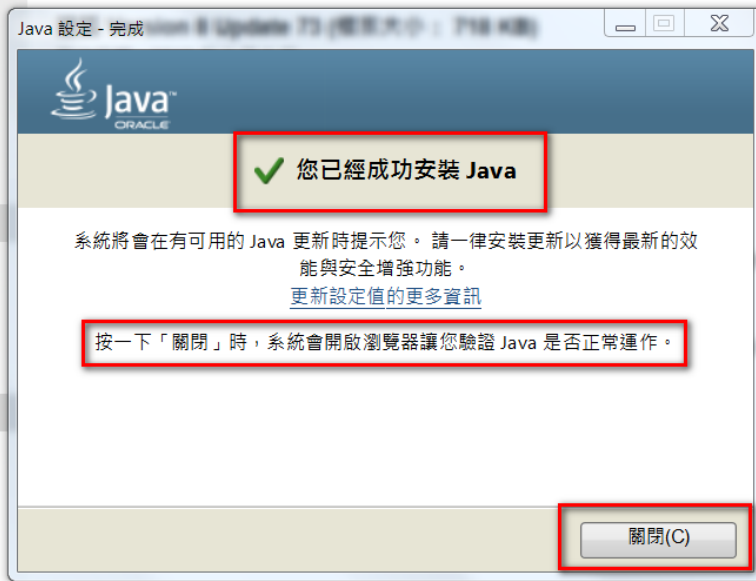 Java 設定 - 完成
Java™
ORACLE
您已經成功安裝 Java
系統將會在有可用的 Java 更新時提示您。 請一律安裝更新以獲得最新的效
能與安全增強功能。
更新設定值的更多資訊
按一下「關閉」時，系統會開啟瀏覽器讓您驗證 Java 是否正常運作。
關閉(C)